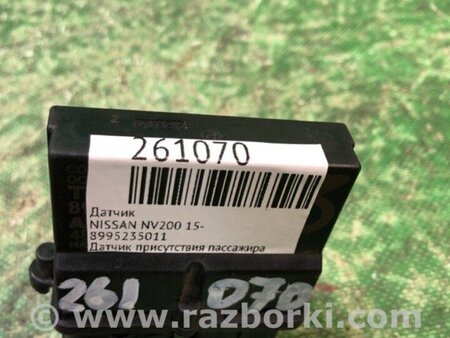 261070
Датчик
NISSAN NV200 15-
8995235011
Датчик присутствия пассажира
261 070
www.razborki.com